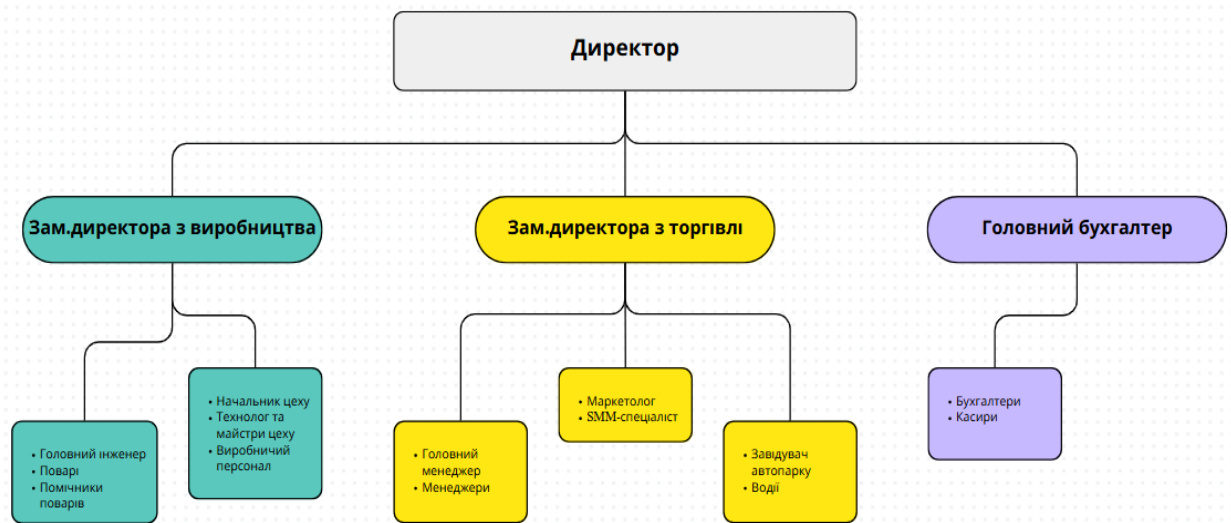 Директор
Зам.директора з виробництва
Зам.директора з торгівлі
Головний бухгалтер
• Головний інженер
• Поварі
• Помічники
поварів
• Начальник цеху
• Технолог та
майстри цеху
• Виробничий
персонал
• Головний
менеджер
• Менеджери
• Маркетолог
• SMM-спеціаліст
• Завідувач
автопарку
• Водії
• Бухгалтери
• Касири